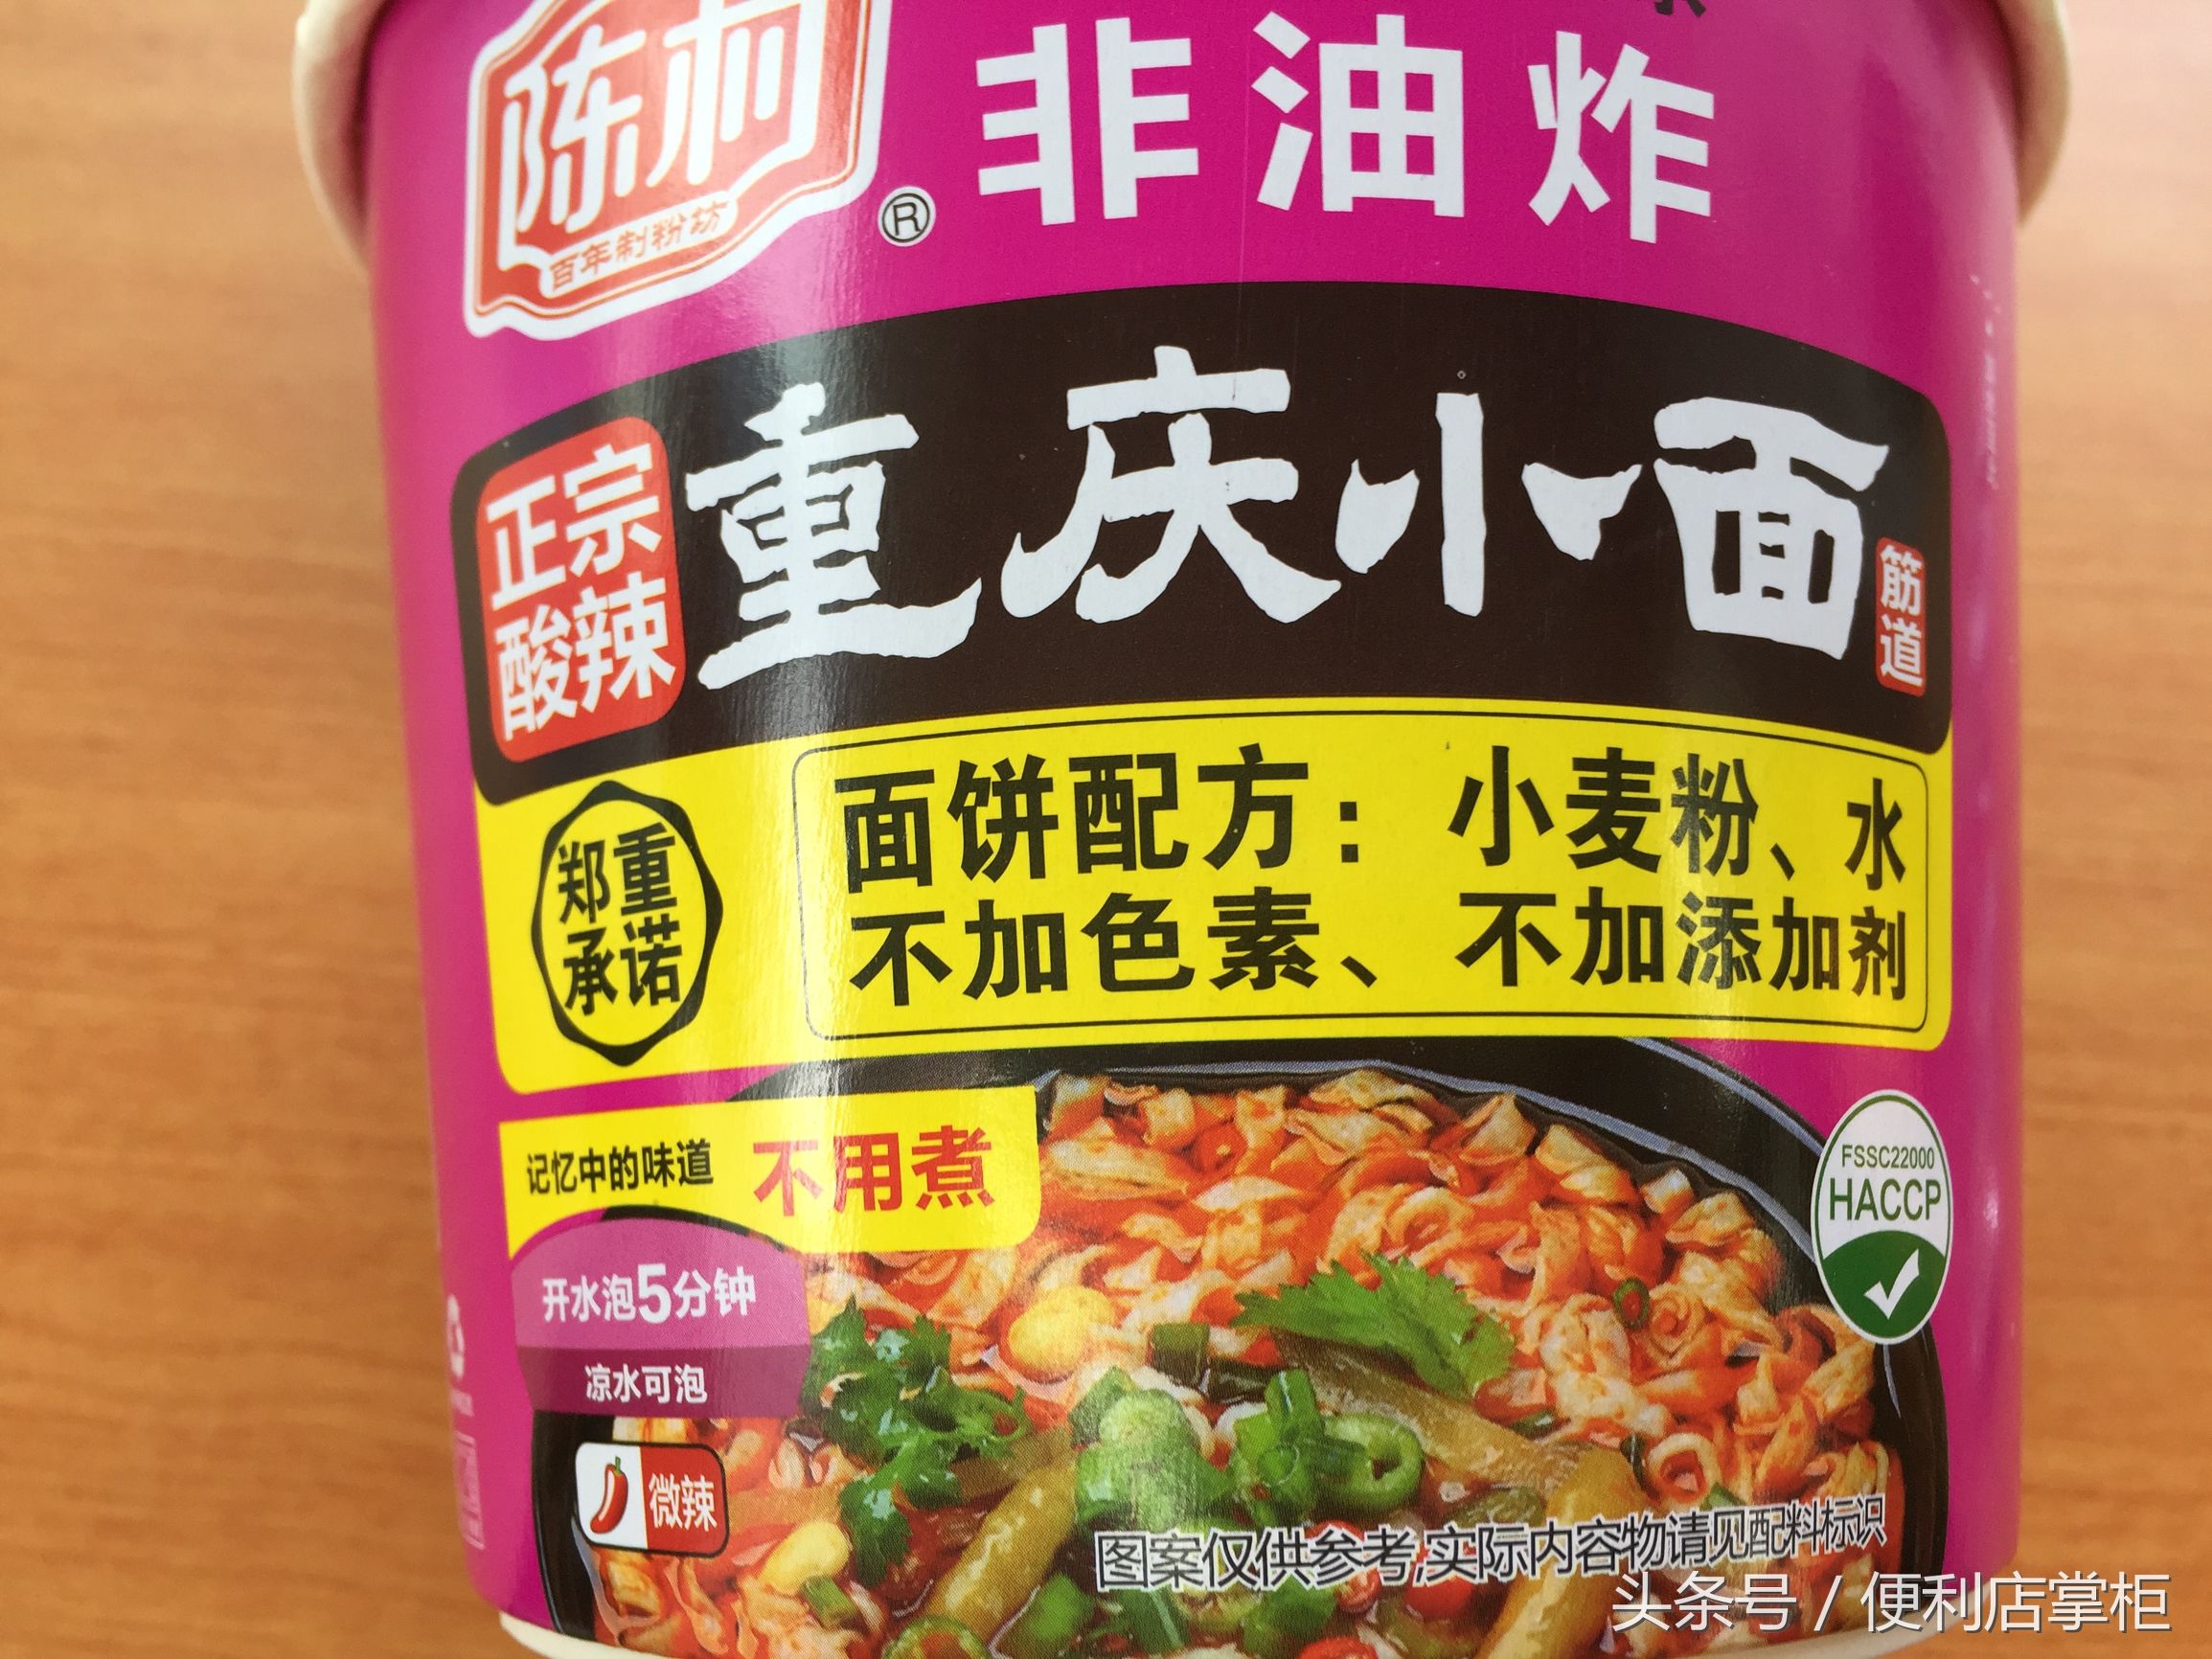 陈村
百年制粉坊
®
非油炸
正宗
酸辣
重庆小面
筋道
郑重
承诺
面饼配方：小麦粉、水
不加色素、不加添加剂
记忆中的味道 不用煮
开水泡5分钟
凉水可泡
微辣
FSSC22000
HACCP
图案仅供参考,实际内容物请见配料标识
头条号 / 便利店掌柜